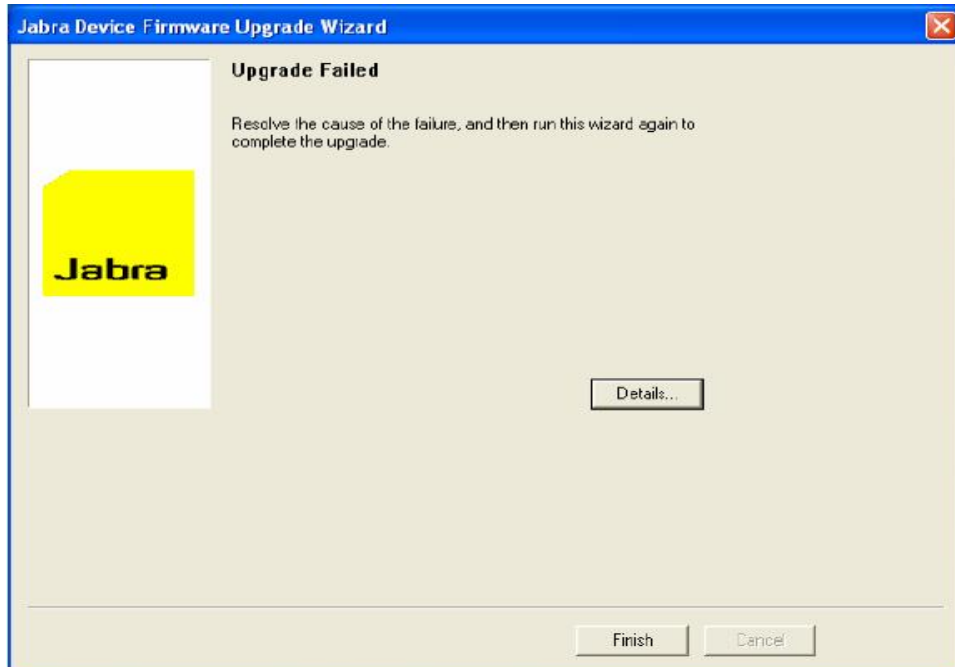 Jabra Device Firmware Upgrade Wizard
Upgrade Failed
Resolve the cause of the failure, and then run this wizard again to
complete the upgrade.
Jabra
Details...
Finish
Cancel